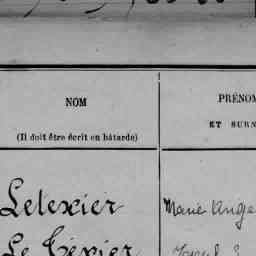 NOM
PRÉNOM
(Il doit être écrit en bâtarde)
ET SURN
Letexier
Marie Ange
Le Texier